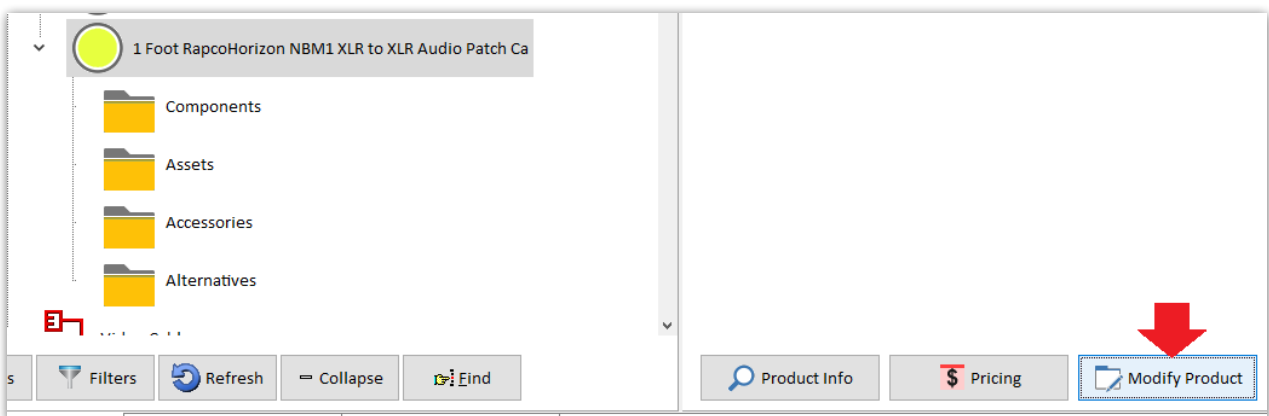 1 Foot RapcoHorizon NBM1 XLR to XLR Audio Patch Ca
Components
Assets
Accessories
Alternatives
s
Filters
Refresh
Collapse
Find
Product Info
$ Pricing
Modify Product